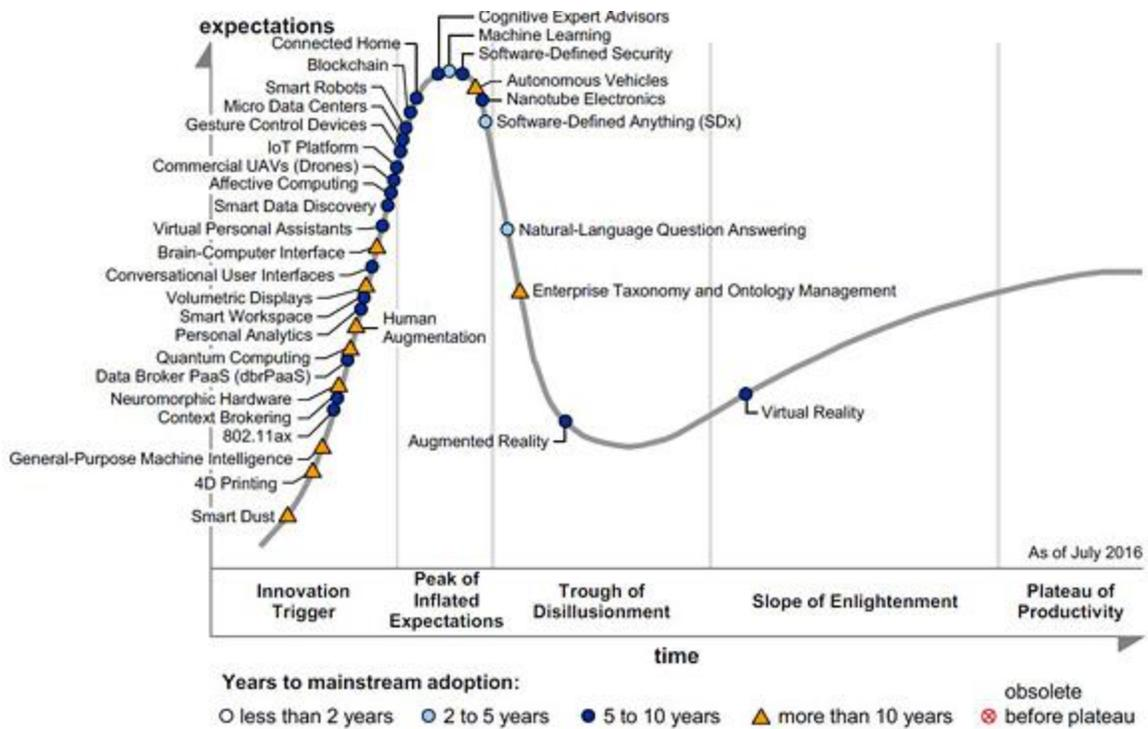 expectations
Cognitive Expert Advisors
Machine Learning
Software-Defined Security
Autonomous Vehicles
Nanotube Electronics
Software-Defined Anything (SDx)
Connected Home
Blockchain
Smart Robots
Micro Data Centers
Gesture Control Devices
IoT Platform
Commercial UAVs (Drones)
Affective Computing
Smart Data Discovery
Virtual Personal Assistants
Brain-Computer Interface
Conversational User Interfaces
Volumetric Displays
Smart Workspace
Personal Analytics
Human
Augmentation
Quantum Computing
Data Broker PaaS (dbrPaaS)
Neuromorphic Hardware
Context Brokering
802.11ax
General-Purpose Machine Intelligence
4D Printing
Smart Dust
Natural-Language Question Answering
Enterprise Taxonomy and Ontology Management
Augmented Reality
Virtual Reality
As of July 2016
Innovation
Trigger
Peak of
Inflated
Expectations
Trough of
Disillusionment
Slope of Enlightenment
Plateau of
Productivity
time
Years to mainstream adoption:
less than 2 years
2 to 5 years
5 to 10 years
more than 10 years
obsolete
before plateau